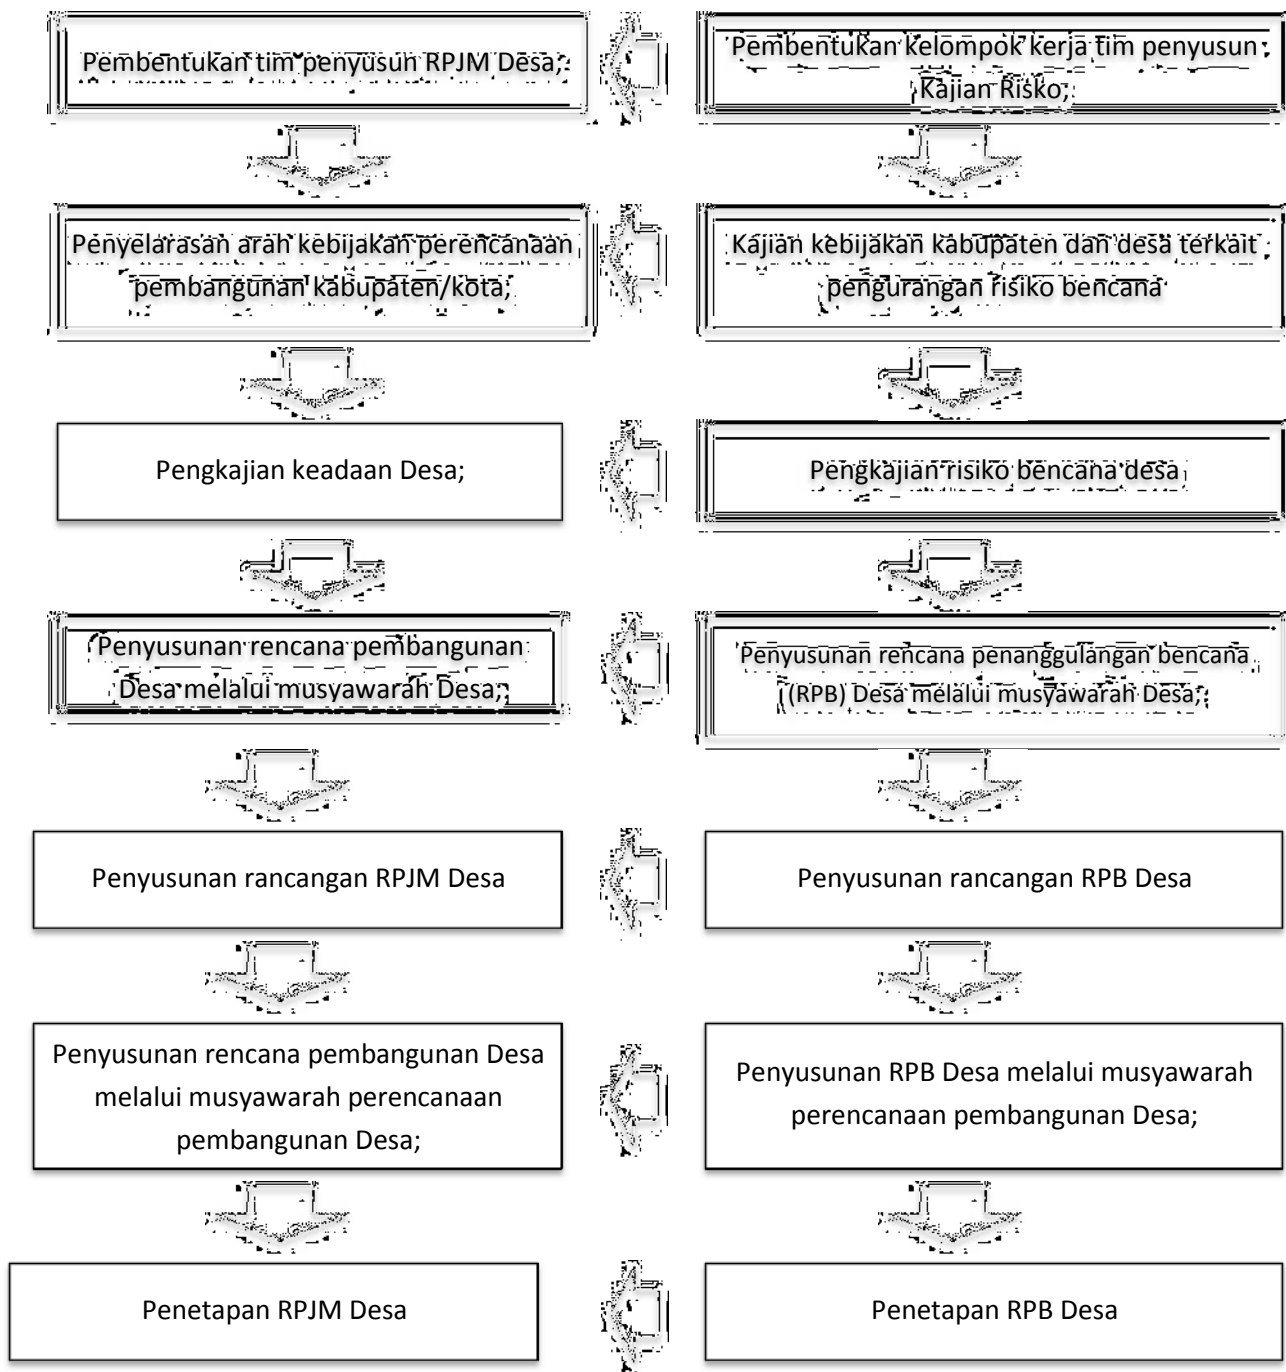 Pembentukan tim penyusun RPJM Desa;
Pembentukan kelompok kerja tim penyusun
Kajian Risko;
Penyelarasan arah kebijakan perencanaan
pembangunan kabupaten/kota;
Kajian kebijakan kabupaten dan desa terkait
pengurangan risiko bencana
Pengkajian keadaan Desa;
Pengkajian risiko bencana desa
Penyusunan rencana pembangunan
Desa melalui musyawarah Desa;
Penyusunan rencana penanggulangan bencana
(RPB) Desa melalui musyawarah Desa;
Penyusunan rancangan RPJM Desa
Penyusunan rancangan RPB Desa
Penyusunan rencana pembangunan Desa
melalui musyawarah perencanaan
pembangunan Desa;
Penyusunan RPB Desa melalui musyawarah
perencanaan pembangunan Desa;
Penetapan RPJM Desa
Penetapan RPB Desa